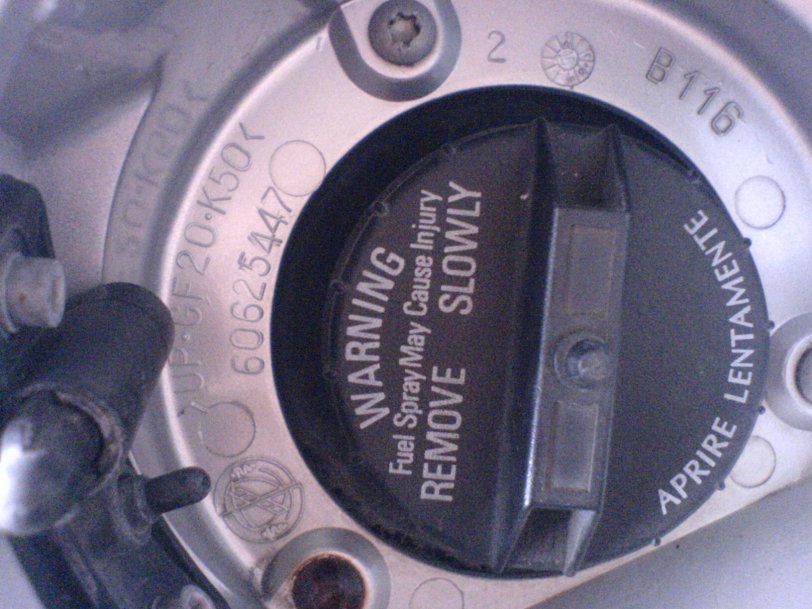 WARNING
Fuel Spray May Cause Injury
REMOVE SLOWLY
APRIRE LENTAMENTE
2
B116
60625447